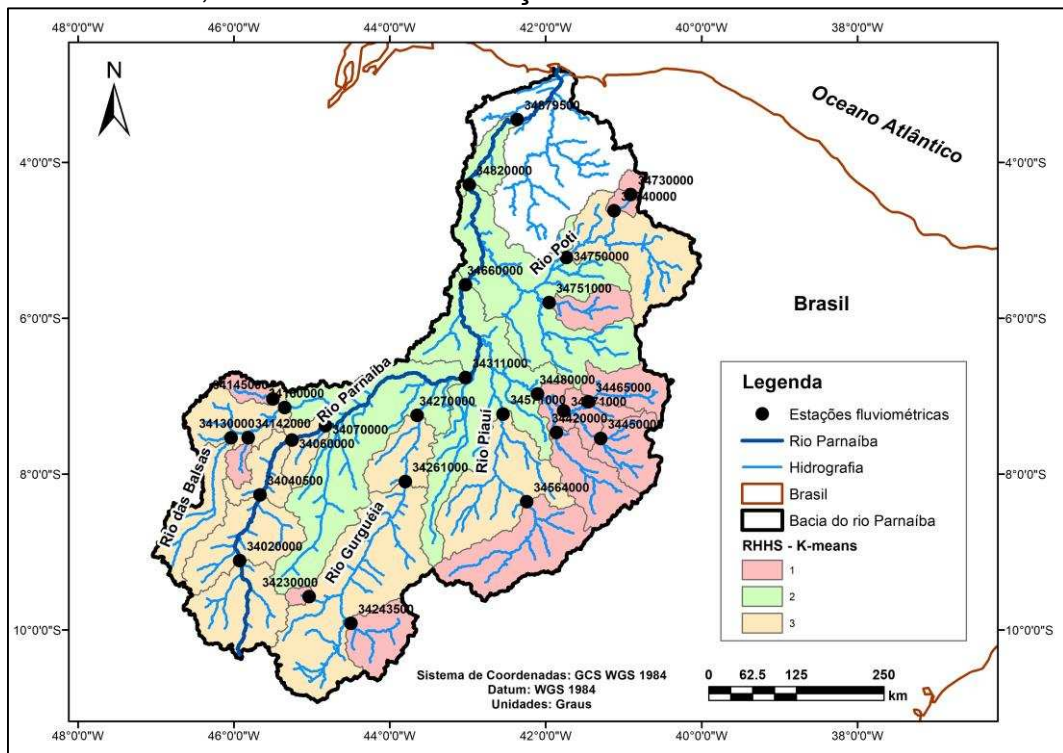 48°0'0"W 46°0'0"W 44°0'0"W 42°0'0"W 40°0'0"W 38°0'0"W
N
Oceano Atlântico
34879500
4°0'0"S 4°0'0"S
34820000
34730000
Rio Poti
34750000
34660000
34751000
Brasil
6°0'0"S 6°0'0"S
34311000
Rio Parnaíba
34145000
34480000
34465000
34270000
34130000
34142000
34070000
34060000
34420000
34450000
Rio Piauí
8°0'0"S 8°0'0"S
34261000
Rio das Balsas
34040500
34564000
Rio Gurguéia
34020000
34230000
34243500
10°0'0"S 10°0'0"S
Legenda
Estações fluviométricas
Rio Parnaíba
Hidrografia
Brasil
Bacia do rio Parnaíba
RHHS - K-means
1
2
3
Sistema de Coordenadas: GCS WGS 1984
Datum: WGS 1984
Unidades: Graus
0 62.5 125 250
km
48°0'0"W 46°0'0"W 44°0'0"W 42°0'0"W 40°0'0"W 38°0'0"W